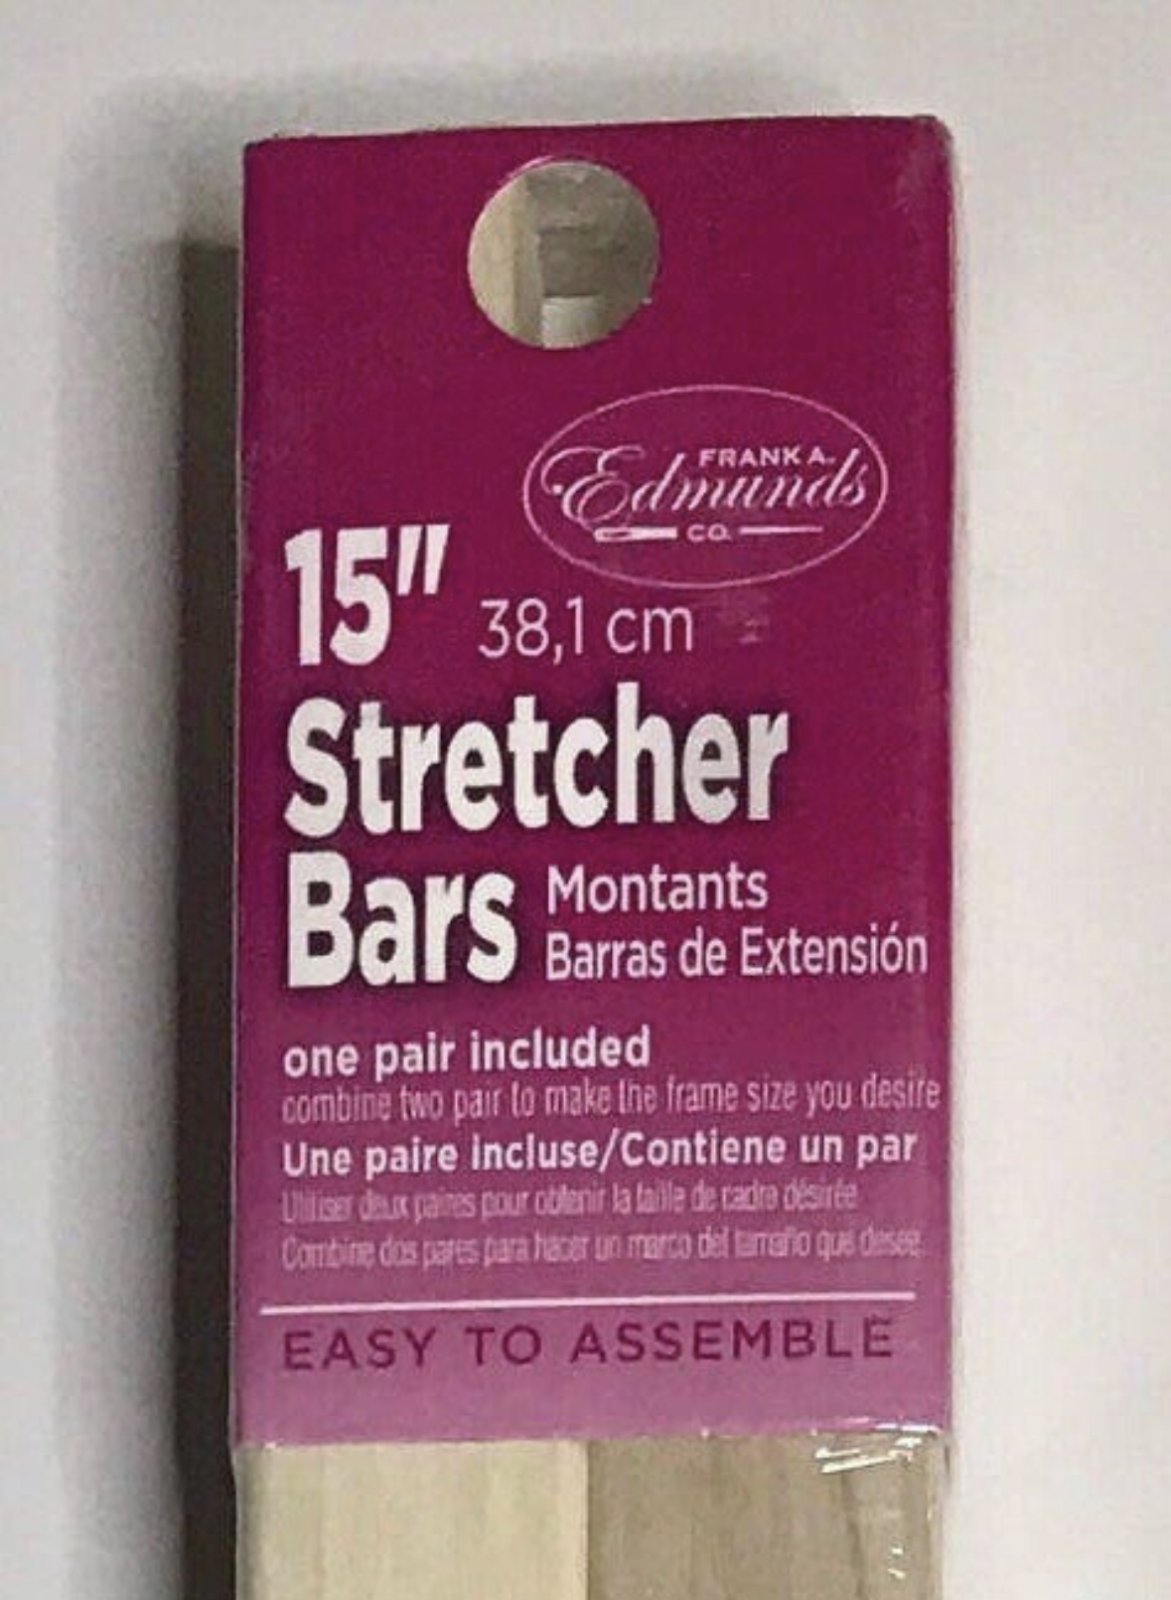 FRANK A.
Edmunds
CO.
15"
38,1 cm
Stretcher
Bars
Montants
Barras de Extensión
one pair included
combine two pair to make the frame size you desire
Une paire incluse/Contiene un par
Utiliser deux paires pour obtenir la taille de cadre désirée
Combine dos pares para hacer un marco del tamaño que desee.
EASY TO ASSEMBLE